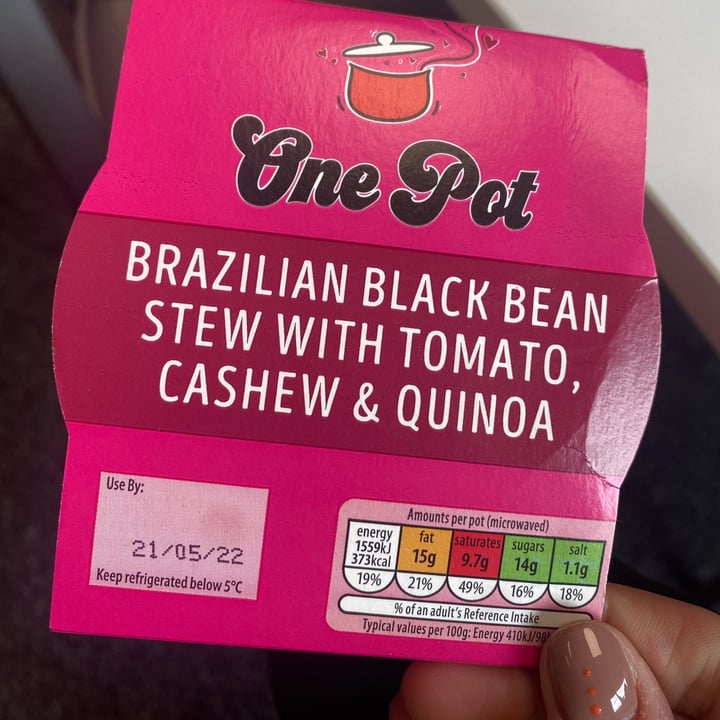 One Pot
BRAZILIAN BLACK BEAN
STEW WITH TOMATO,
CASHEW & QUINOA
Use By:
21/05/22
Keep refrigerated below 5°C
Amounts per pot (microwaved)
energy fat saturates sugars salt
1559kJ
373kcal 15g 9.7g 14g 1.1g
19% 21% 49% 16% 18%
% of an adult's Reference Intake
Typical values per 100g: Energy 410kJ/98